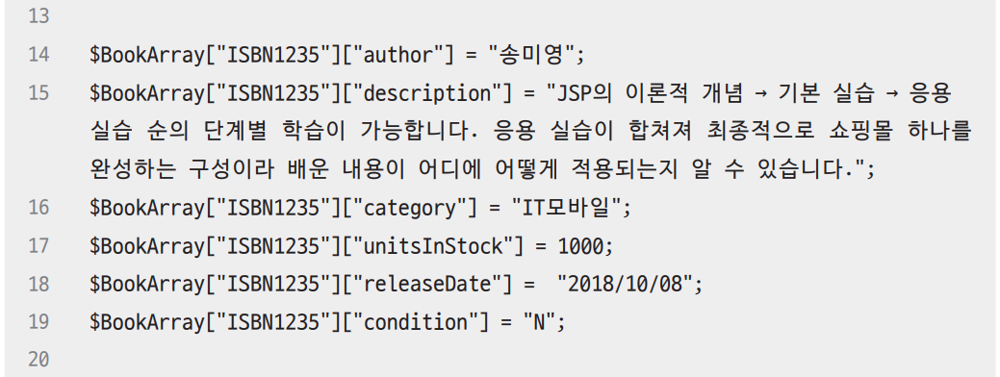 13
14 $BookArray["ISBN1235"]["author"] = "송미영";
15 $BookArray["ISBN1235"]["description"] = "JSP의 이론적 개념 → 기본 실습 → 응용
실습 순의 단계별 학습이 가능합니다. 응용 실습이 합쳐져 최종적으로 쇼핑몰 하나를
완성하는 구성이라 배운 내용이 어디에 어떻게 적용되는지 알 수 있습니다.";
16 $BookArray["ISBN1235"]["category"] = "IT모바일";
17 $BookArray["ISBN1235"]["unitsInStock"] = 1000;
18 $BookArray["ISBN1235"]["releaseDate"] =  "2018/10/08";
19 $BookArray["ISBN1235"]["condition"] = "N";
20